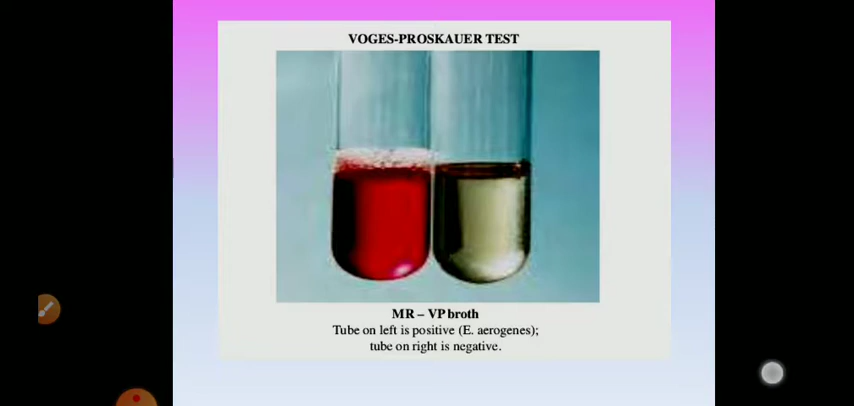 VOGES-PROSKAUER TEST
MR – VP broth
Tube on left is positive (E. aerogenes);
tube on right is negative.